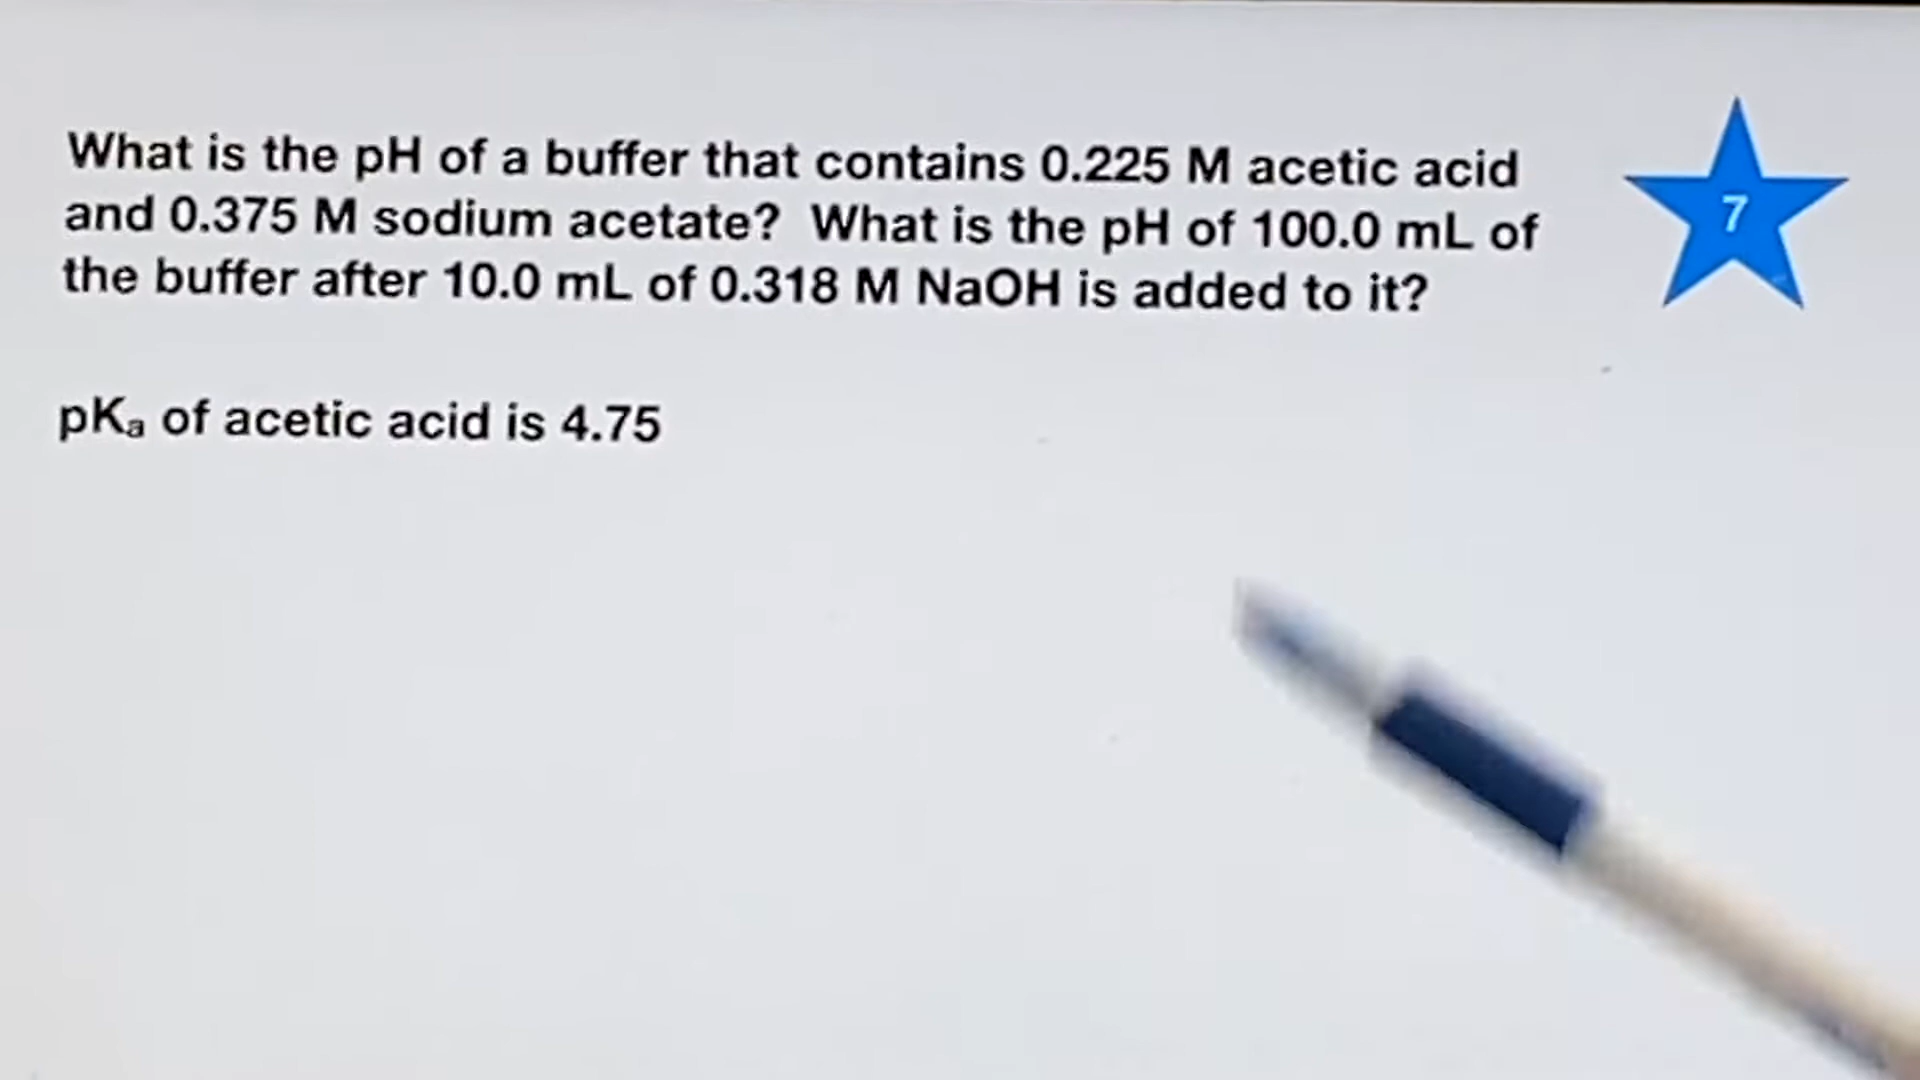 What is the pH of a buffer that contains 0.225 M acetic acid
and 0.375 M sodium acetate? What is the pH of 100.0 mL of
the buffer after 10.0 mL of 0.318 M NaOH is added to it?
7
pKₐ of acetic acid is 4.75